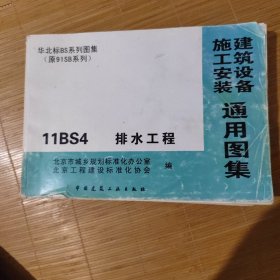 华北标BS系列图集
(原91SB系列)
建筑设备
施工安装
通用图集
11BS4 排水工程
北京市城乡规划标准化办公室
北京工程建设标准化协会
编
中国建筑工业出版社